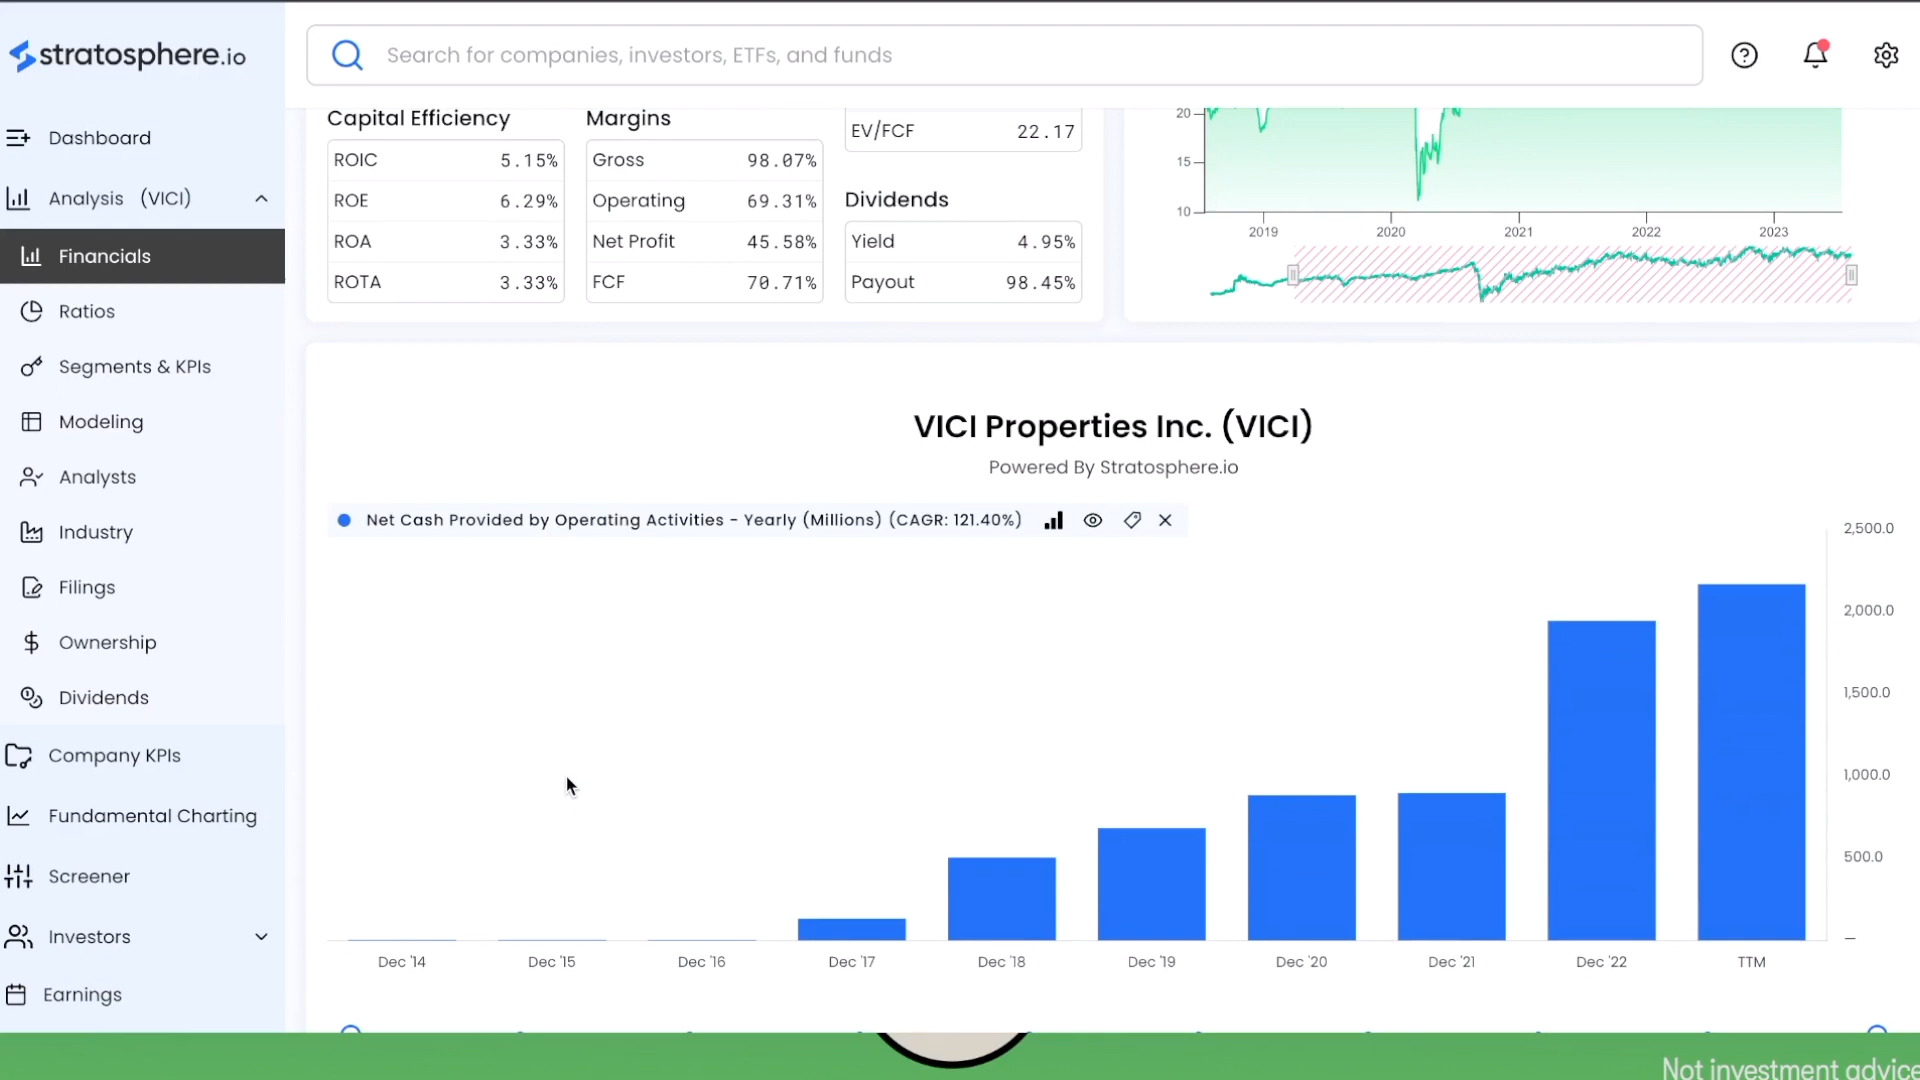 stratosphere.io
Search for companies, investors, ETFs, and funds
Dashboard
Analysis (VICI)
Financials
Ratios
Segments & KPIs
Modeling
Analysts
Industry
Filings
Ownership
Dividends
Company KPIs
Fundamental Charting
Screener
Investors
Earnings
Capital Efficiency
ROIC 5.15%
ROE 6.29%
ROA 3.33%
ROTA 3.33%
Margins
Gross 98.07%
Operating 69.31%
Net Profit 45.58%
FCF 70.71%
EV/FCF 22.17
Dividends
Yield 4.95%
Payout 98.45%
20
15
10
2019 2020 2021 2022 2023
VICI Properties Inc. (VICI)
Powered By Stratosphere.io
Net Cash Provided by Operating Activities - Yearly (Millions) (CAGR: 121.40%)
2,500.0
2,000.0
1,500.0
1,000.0
500.0
—
Dec '14 Dec '15 Dec '16 Dec '17 Dec '18 Dec '19 Dec '20 Dec '21 Dec '22 TTM
Not investment advice